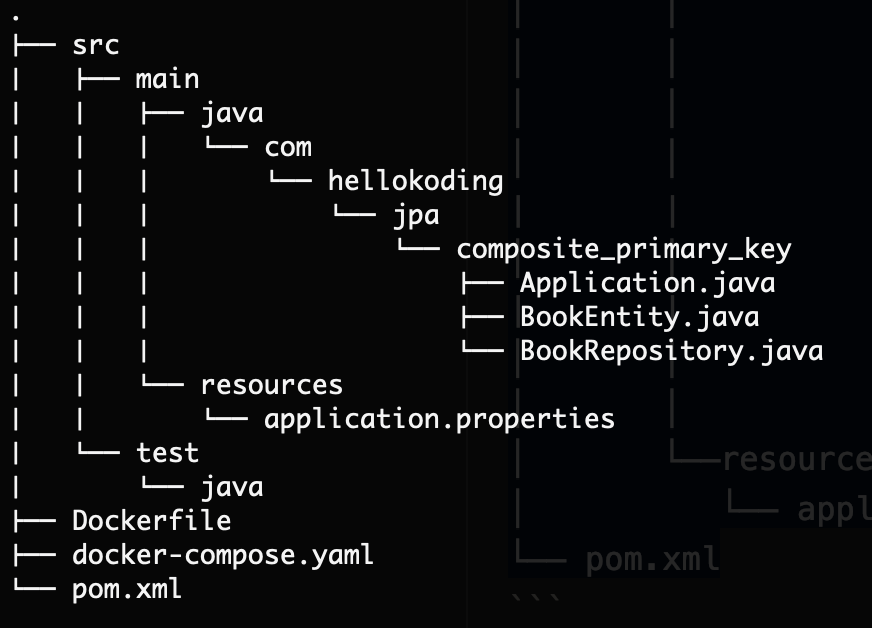 .
├── src
│   ├── main
│   │   ├── java
│   │   │   └── com
│   │   │       └── hellokoding
│   │   │           └── jpa
│   │   │               └── composite_primary_key
│   │   │                   ├── Application.java
│   │   │                   ├── BookEntity.java
│   │   │                   └── BookRepository.java
│   │   └── resources
│   │       └── application.properties
│   └── test
│       └── java
├── Dockerfile
├── docker-compose.yaml
└── pom.xml
└──resource
└── appl
└── pom.xml
```